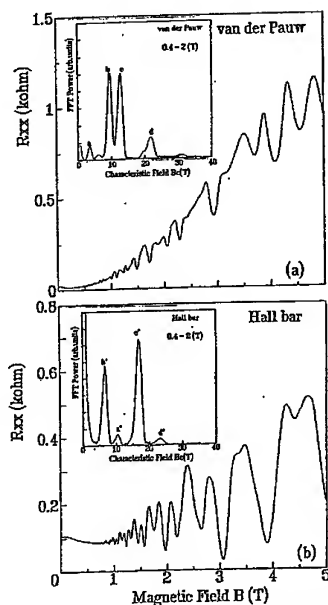 van der Pauw
Rxx (kohm)
1.5
1
0.5
0
van der Pauw
0.4 - 2 (T)
FFT Power (arb.units)
b
c
a
d
0 10 20 30 40
Characteristic Field Bc(T)
(a)
Hall bar
Rxx (kohm)
0.8
0.6
0.4
0.2
Hall bar
0.4 - 2 (T)
FFT Power (arb.units)
b'
c'
a'
d'
10 20 30 40
Characteristic Field Bc(T)
(b)
1 2 3 4 5
Magnetic Field B (T)